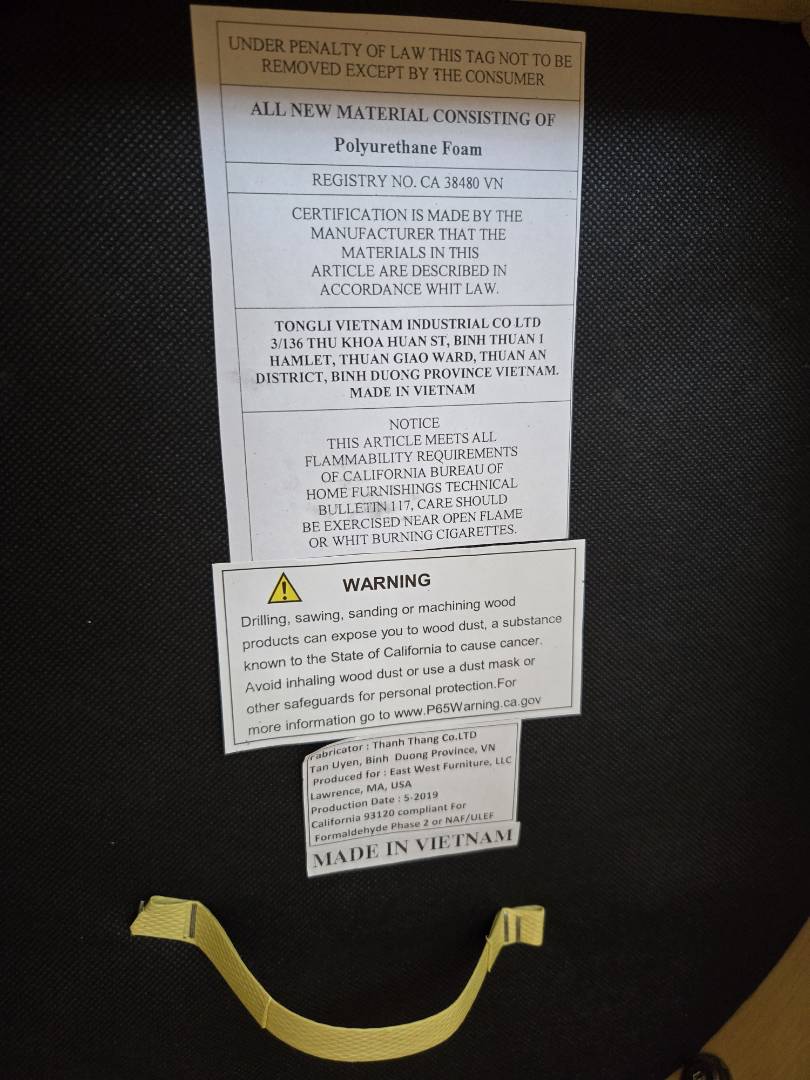 UNDER PENALTY OF LAW THIS TAG NOT TO BE
REMOVED EXCEPT BY THE CONSUMER
ALL NEW MATERIAL CONSISTING OF
Polyurethane Foam
REGISTRY NO. CA 38480 VN
CERTIFICATION IS MADE BY THE
MANUFACTURER THAT THE
MATERIALS IN THIS
ARTICLE ARE DESCRIBED IN
ACCORDANCE WHIT LAW.
TONGLI VIETNAM INDUSTRIAL CO LTD
3/136 THU KHOA HUAN ST, BINH THUAN 1
HAMLET, THUAN GIAO WARD, THUAN AN
DISTRICT, BINH DUONG PROVINCE VIETNAM.
MADE IN VIETNAM
NOTICE
THIS ARTICLE MEETS ALL
FLAMMABILITY REQUIREMENTS
OF CALIFORNIA BUREAU OF
HOME FURNISHINGS TECHNICAL
BULLETIN 117, CARE SHOULD
BE EXERCISED NEAR OPEN FLAME
OR WHIT BURNING CIGARETTES.
WARNING
Drilling, sawing, sanding or machining wood
products can expose you to wood dust, a substance
known to the State of California to cause cancer.
Avoid inhaling wood dust or use a dust mask or
other safeguards for personal protection.For
more information go to www.P65Warning.ca.gov
Fabricator : Thanh Thang Co.LTD
Tan Uyen, Binh Duong Province, VN
Produced for : East West Furniture, LLC
Lawrence, MA, USA
Production Date : 5-2019
California 93120 compliant For
Formaldehyde Phase 2 or NAF/ULEF
MADE IN VIETNAM